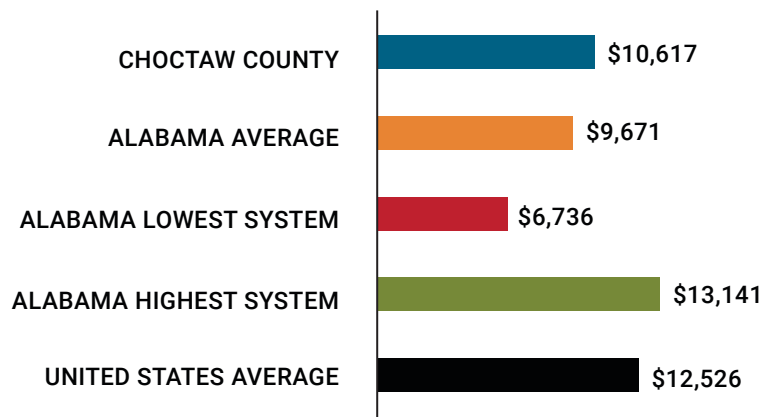 CHOCTAW COUNTY $10,617
ALABAMA AVERAGE $9,671
ALABAMA LOWEST SYSTEM $6,736
ALABAMA HIGHEST SYSTEM $13,141
UNITED STATES AVERAGE $12,526